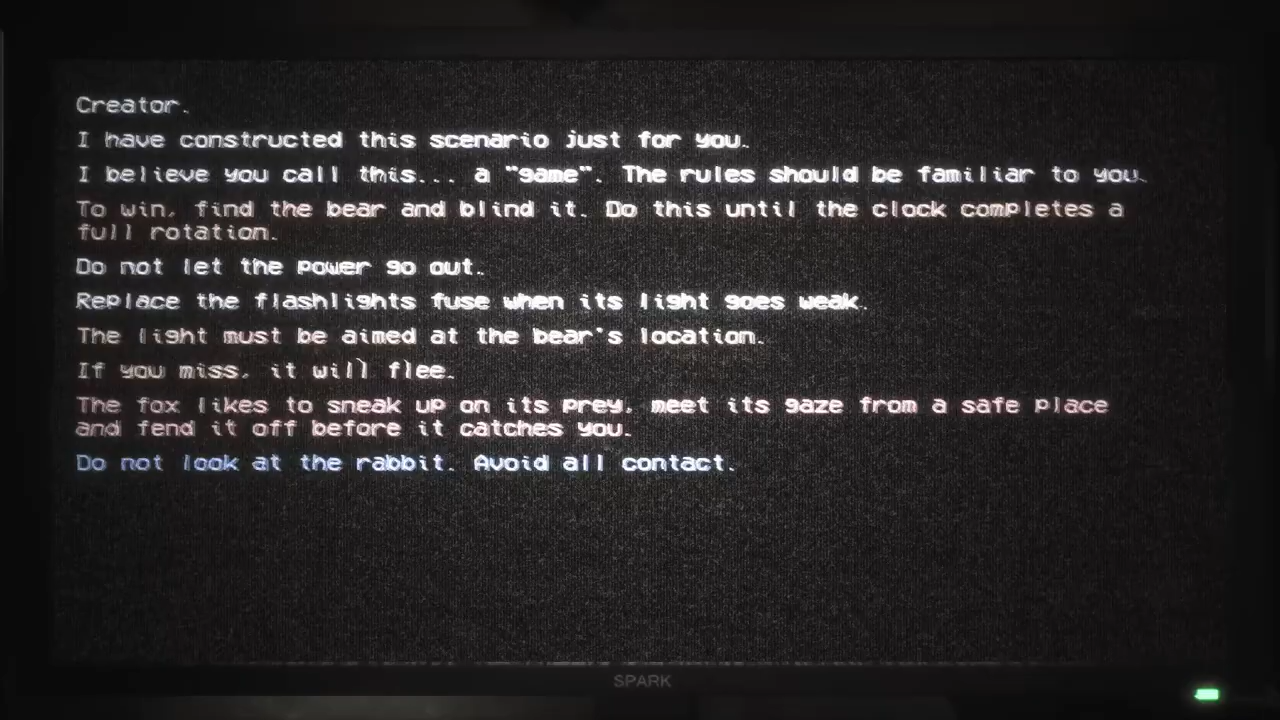 Creator.
I have constructed this scenario just for you.
I believe you call this... a "game". The rules should be familiar to you.
To win, find the bear and blind it. Do this until the clock completes a
full rotation.
Do not let the power go out.
Replace the flashlights fuse when its light goes weak.
The light must be aimed at the bear's location.
If you miss, it will flee.
The fox likes to sneak up on its prey, meet its gaze from a safe place
and fend it off before it catches you.
Do not look at the rabbit. Avoid all contact.
SPARK